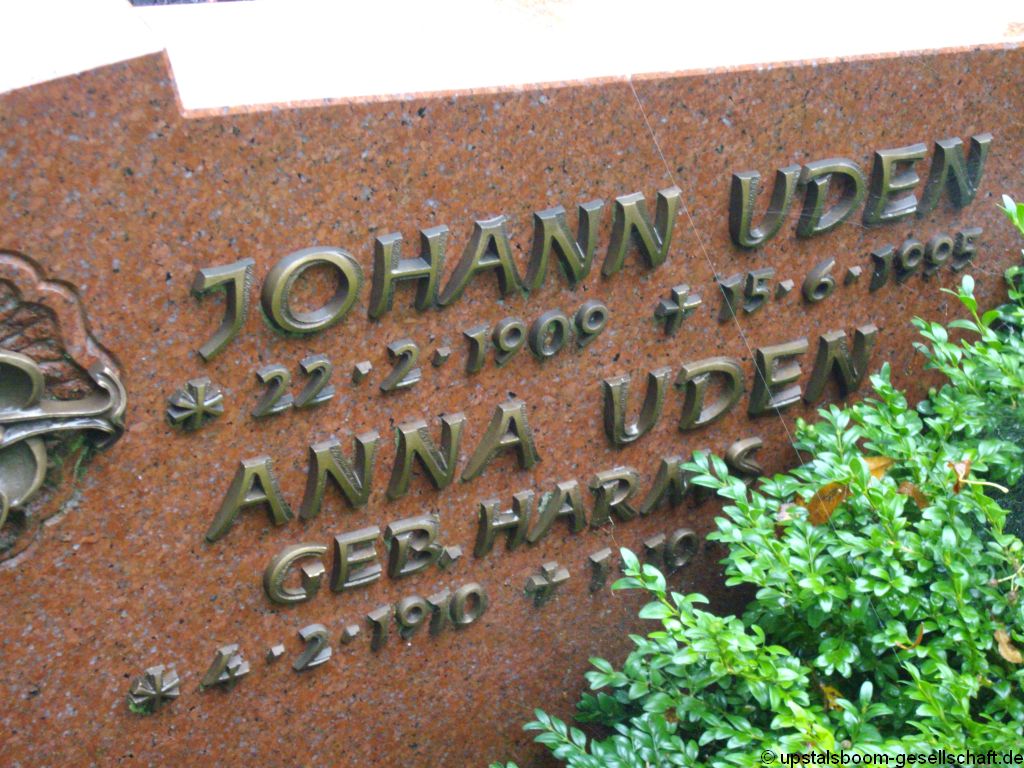 JOHANN UDEN
* 22·2·1909 † 15·6·1995
ANNA UDEN
GEB. HARMS
* 4·2·1910 †
© upstalsboom-gesellschaft.de